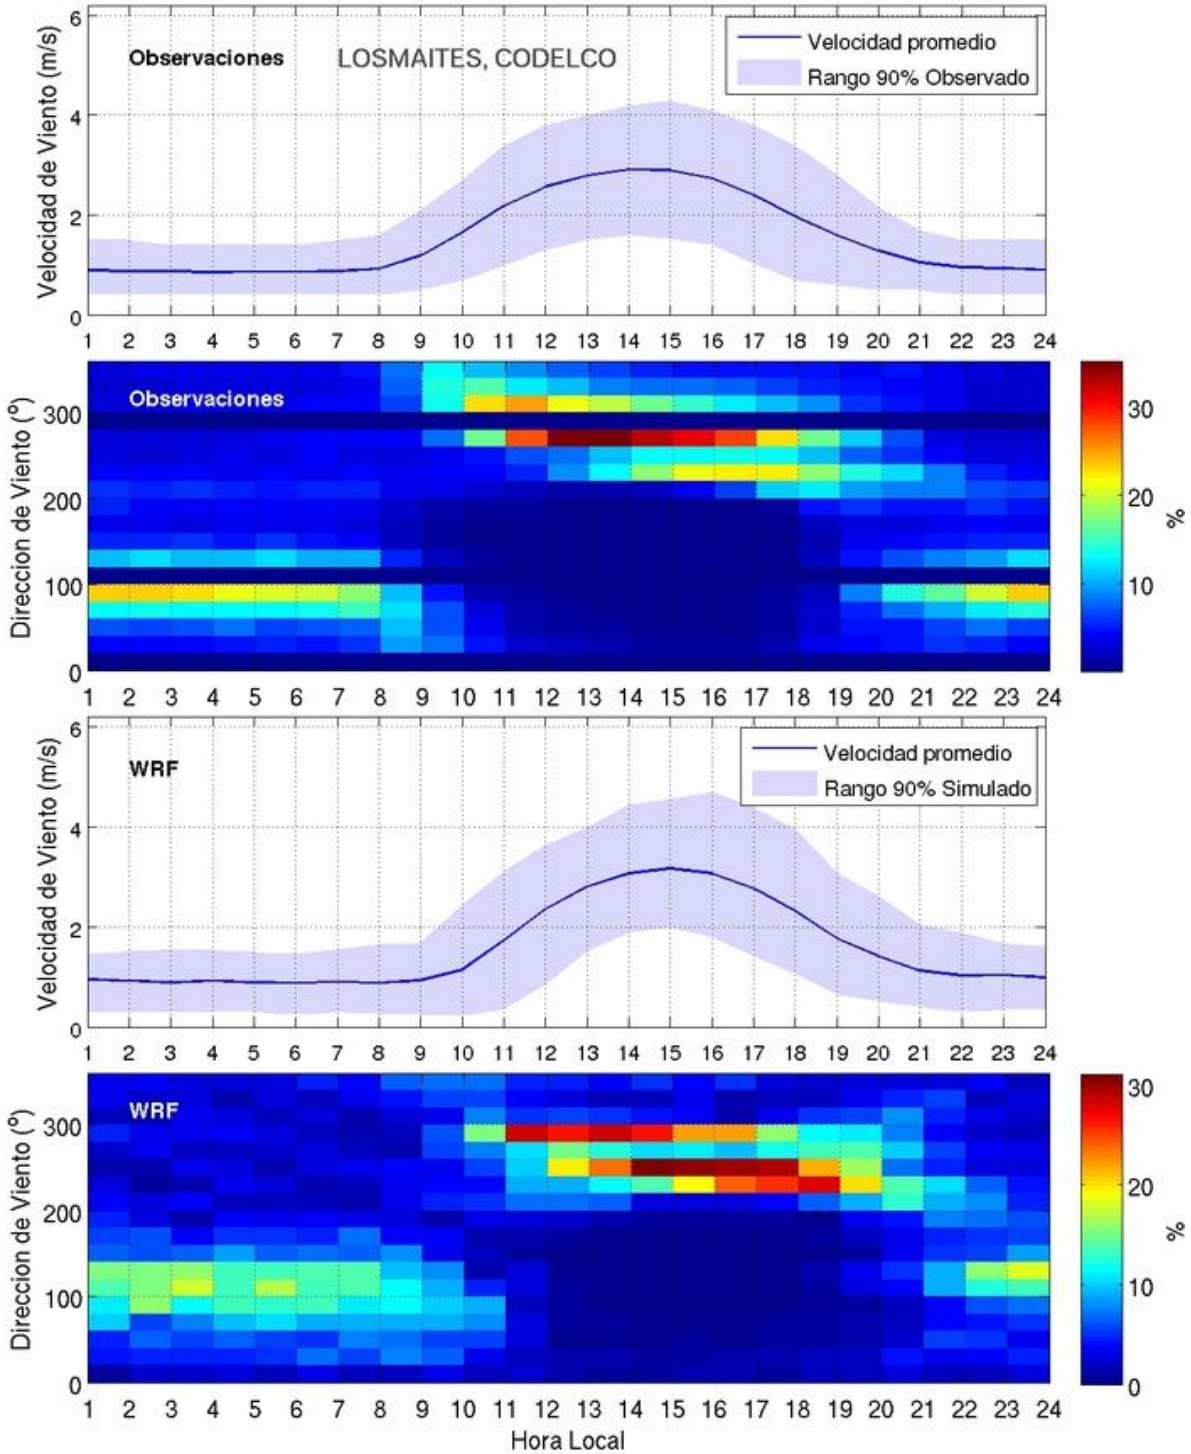 6
4
2
0
Velocidad de Viento (m/s)
Observaciones LOSMAITES, CODELCO
Velocidad promedio
Rango 90% Observado
1 2 3 4 5 6 7 8 9 10 11 12 13 14 15 16 17 18 19 20 21 22 23 24
Direccion de Viento (º)
300
200
100
0
Observaciones
30
20
10
%
1 2 3 4 5 6 7 8 9 10 11 12 13 14 15 16 17 18 19 20 21 22 23 24
6
4
2
0
Velocidad de Viento (m/s)
WRF
Velocidad promedio
Rango 90% Simulado
1 2 3 4 5 6 7 8 9 10 11 12 13 14 15 16 17 18 19 20 21 22 23 24
Direccion de Viento (º)
300
200
100
0
WRF
30
20
10
0
%
1 2 3 4 5 6 7 8 9 10 11 12 13 14 15 16 17 18 19 20 21 22 23 24
Hora Local